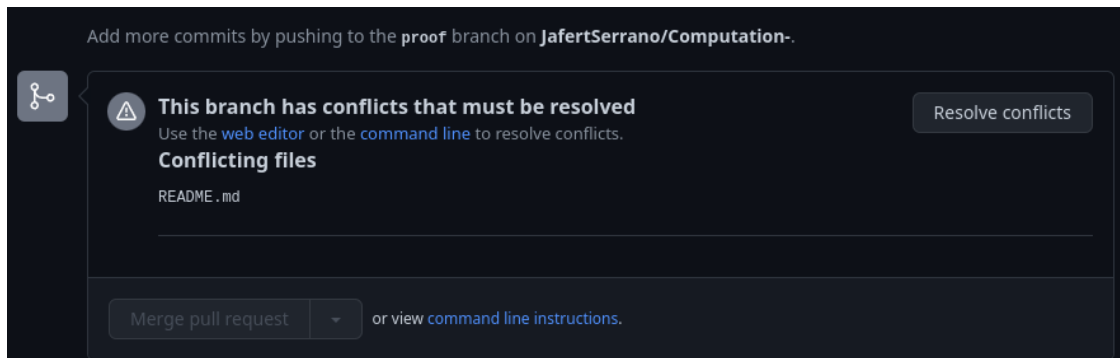 Add more commits by pushing to the proof branch on JafertSerrano/Computation-.
This branch has conflicts that must be resolved
Resolve conflicts
Use the web editor or the command line to resolve conflicts.
Conflicting files
README.md
Merge pull request
or view command line instructions.